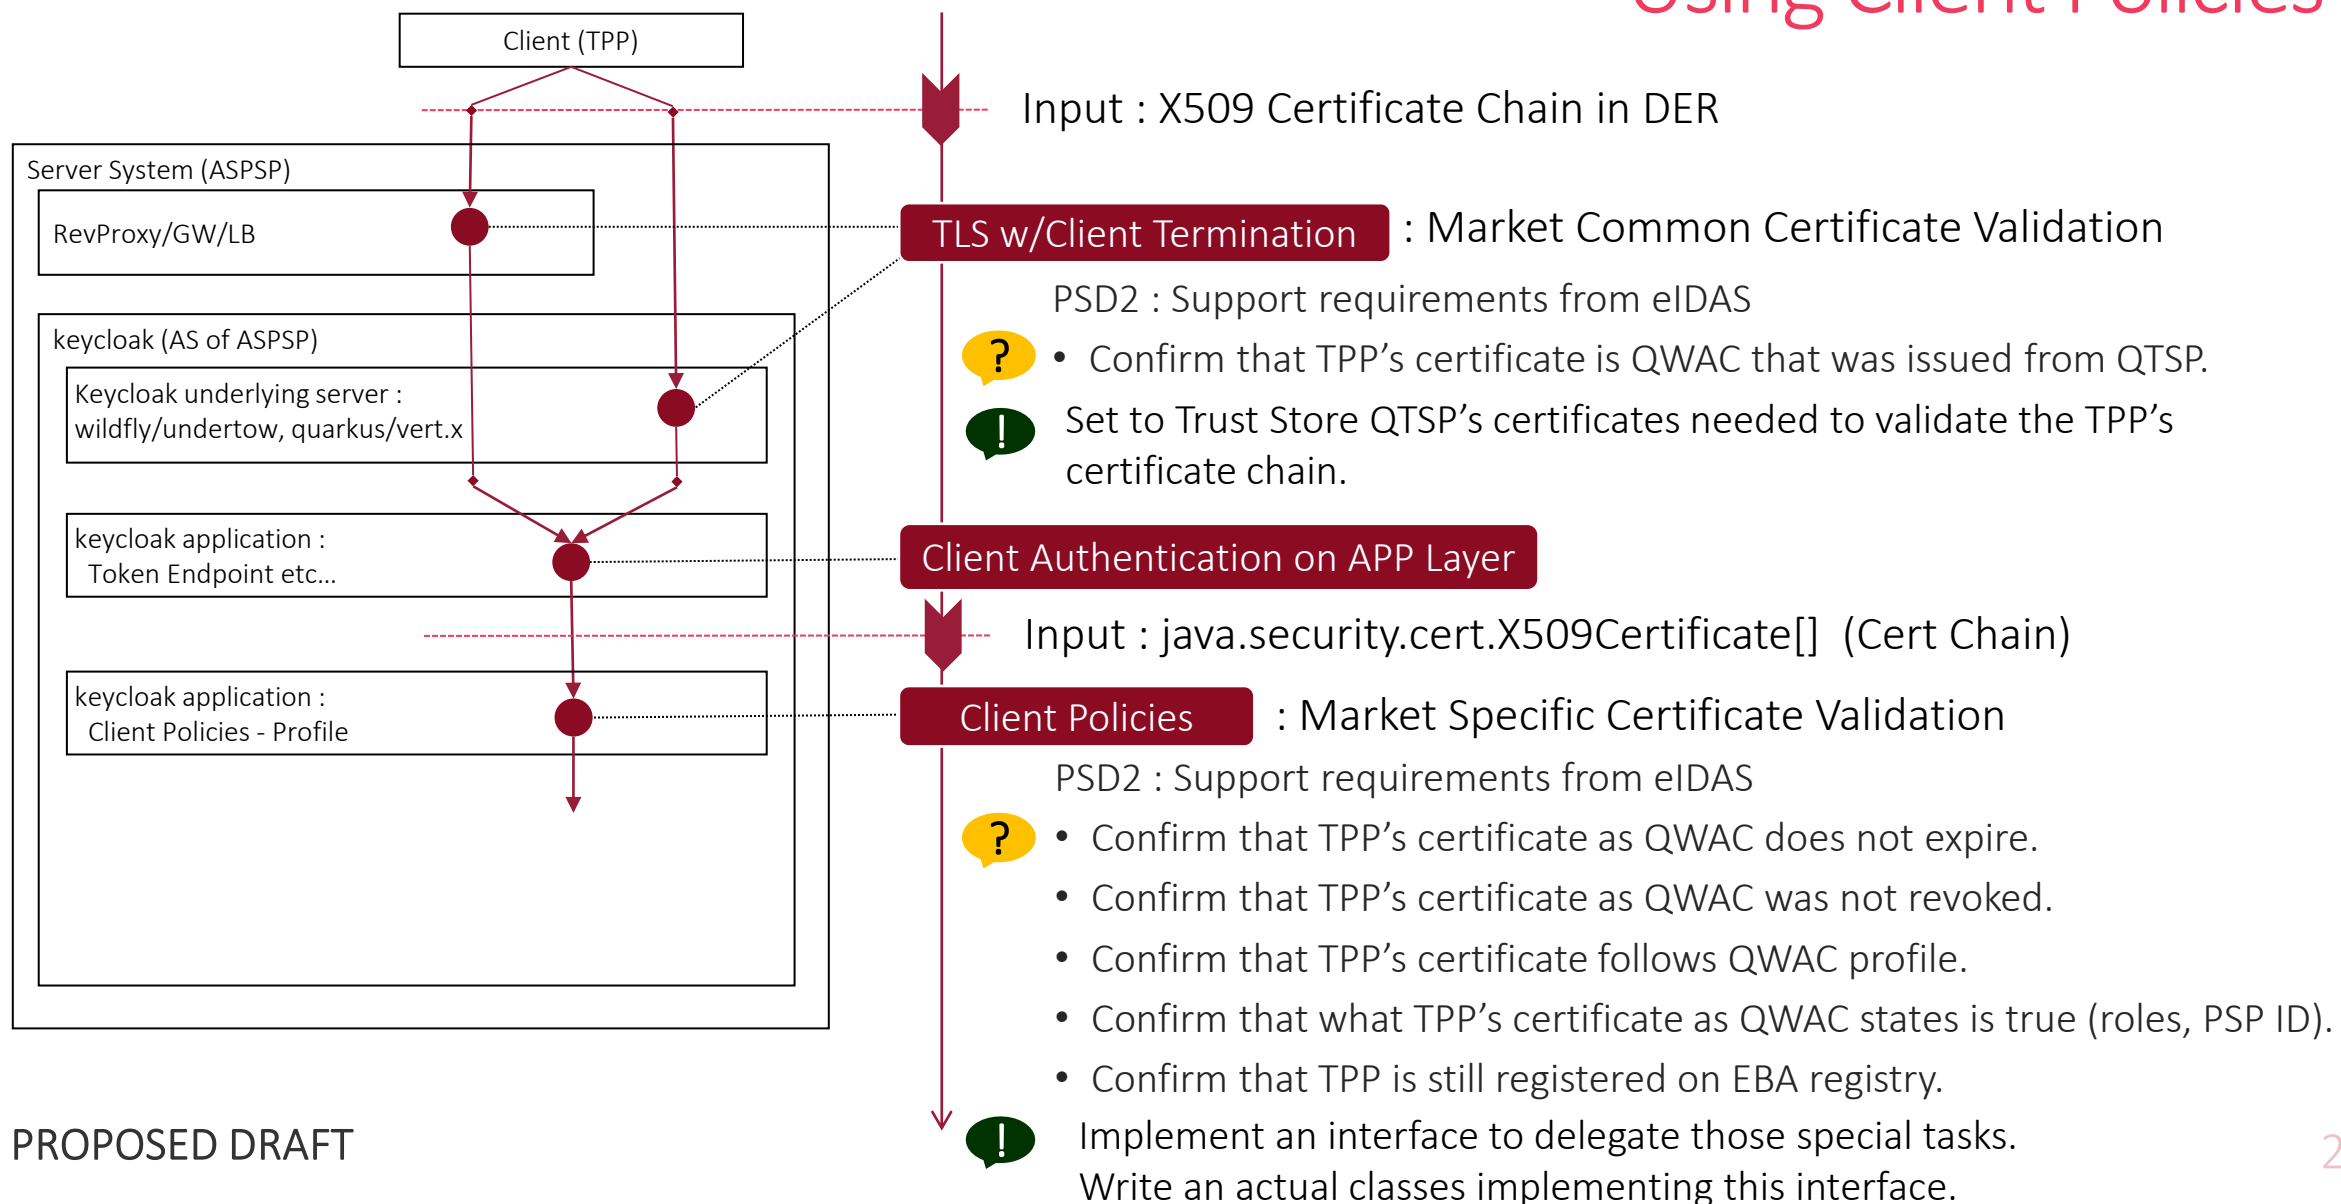 Using Client Policies
Client (TPP)
Input : X509 Certificate Chain in DER
Server System (ASPSP)
RevProxy/GW/LB
TLS w/Client Termination : Market Common Certificate Validation
PSD2 : Support requirements from eIDAS
keycloak (AS of ASPSP)
? • Confirm that TPP’s certificate is QWAC that was issued from QTSP.
Keycloak underlying server :
wildfly/undertow, quarkus/vert.x
! Set to Trust Store QTSP’s certificates needed to validate the TPP’s
certificate chain.
keycloak application :
Token Endpoint etc…
Client Authentication on APP Layer
Input : java.security.cert.X509Certificate[] (Cert Chain)
keycloak application :
Client Policies - Profile
Client Policies : Market Specific Certificate Validation
PSD2 : Support requirements from eIDAS
? • Confirm that TPP’s certificate as QWAC does not expire.
• Confirm that TPP’s certificate as QWAC was not revoked.
• Confirm that TPP’s certificate follows QWAC profile.
• Confirm that what TPP’s certificate as QWAC states is true (roles, PSP ID).
• Confirm that TPP is still registered on EBA registry.
! Implement an interface to delegate those special tasks.
Write an actual classes implementing this interface.
PROPOSED DRAFT
2